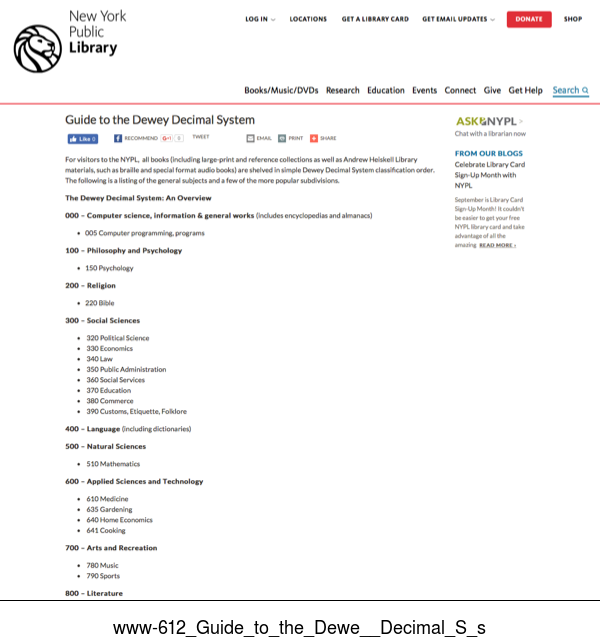 New York
Public
Library
LOG IN
LOCATIONS
GET A LIBRARY CARD
GET EMAIL UPDATES
DONATE
SHOP
Books/Music/DVDs Research Education Events Connect Give Get Help Search
Guide to the Dewey Decimal System
Like 0
RECOMMEND
G+1
0
TWEET
EMAIL
PRINT
SHARE
For visitors to the NYPL, all books (including large-print and reference collections as well as Andrew Heiskell Library
materials, such as braille and special format audio books) are shelved in simple Dewey Decimal System classification order.
The following is a listing of the general subjects and a few of the more popular subdivisions.
The Dewey Decimal System: An Overview
000 – Computer science, information & general works (includes encyclopedias and almanacs)
• 005 Computer programming, programs
100 – Philosophy and Psychology
• 150 Psychology
200 – Religion
• 220 Bible
300 – Social Sciences
• 320 Political Science
• 330 Economics
• 340 Law
• 350 Public Administration
• 360 Social Services
• 370 Education
• 380 Commerce
• 390 Customs, Etiquette, Folklore
400 – Language (including dictionaries)
500 – Natural Sciences
• 510 Mathematics
600 – Applied Sciences and Technology
• 610 Medicine
• 635 Gardening
• 640 Home Economics
• 641 Cooking
700 – Arts and Recreation
• 780 Music
• 790 Sports
800 – Literature
ASK NYPL >
Chat with a librarian now
FROM OUR BLOGS
Celebrate Library Card
Sign-Up Month with
NYPL
September is Library Card
Sign-Up Month! It couldn't
be easier to get your free
NYPL library card and take
advantage of all the
amazing READ MORE ›
www-612_Guide_to_the_Dewe__Decimal_S_s